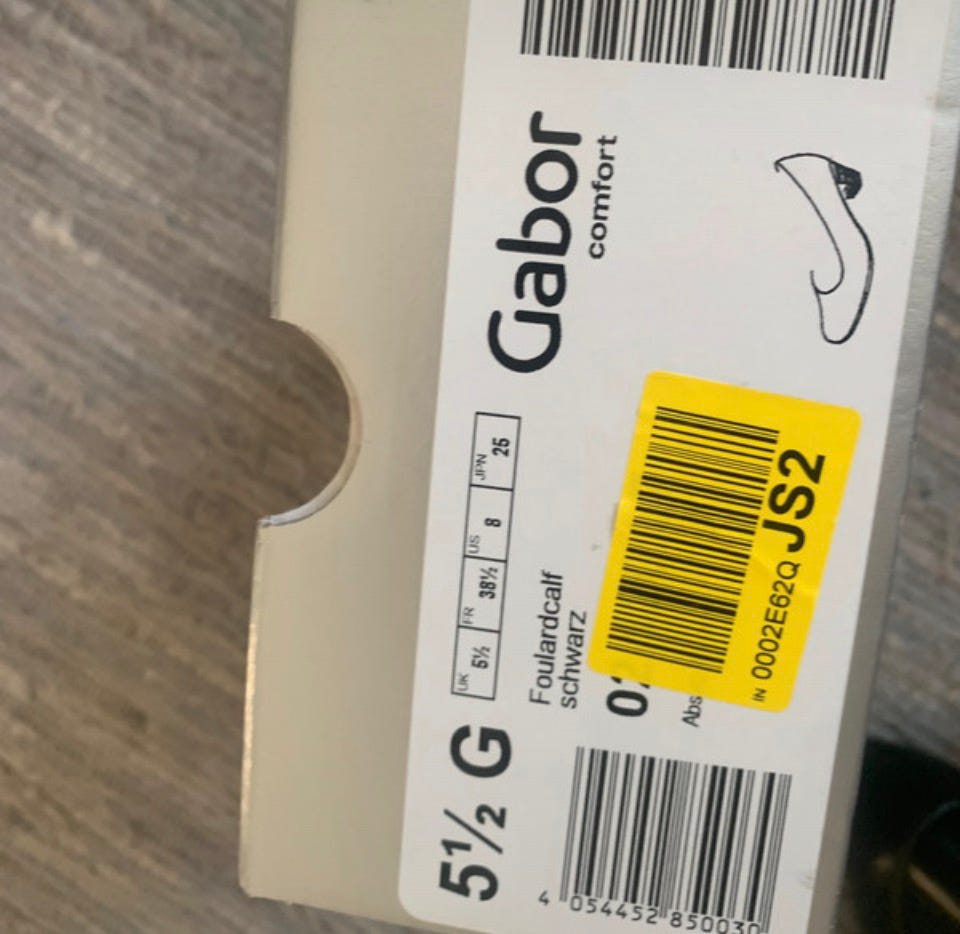 5½ G
UK FR US JPN
5½ 38½ 8 25
Gabor
comfort
Foulardcalf
schwarz
IN 0002E62Q JS2
4 054452 850030